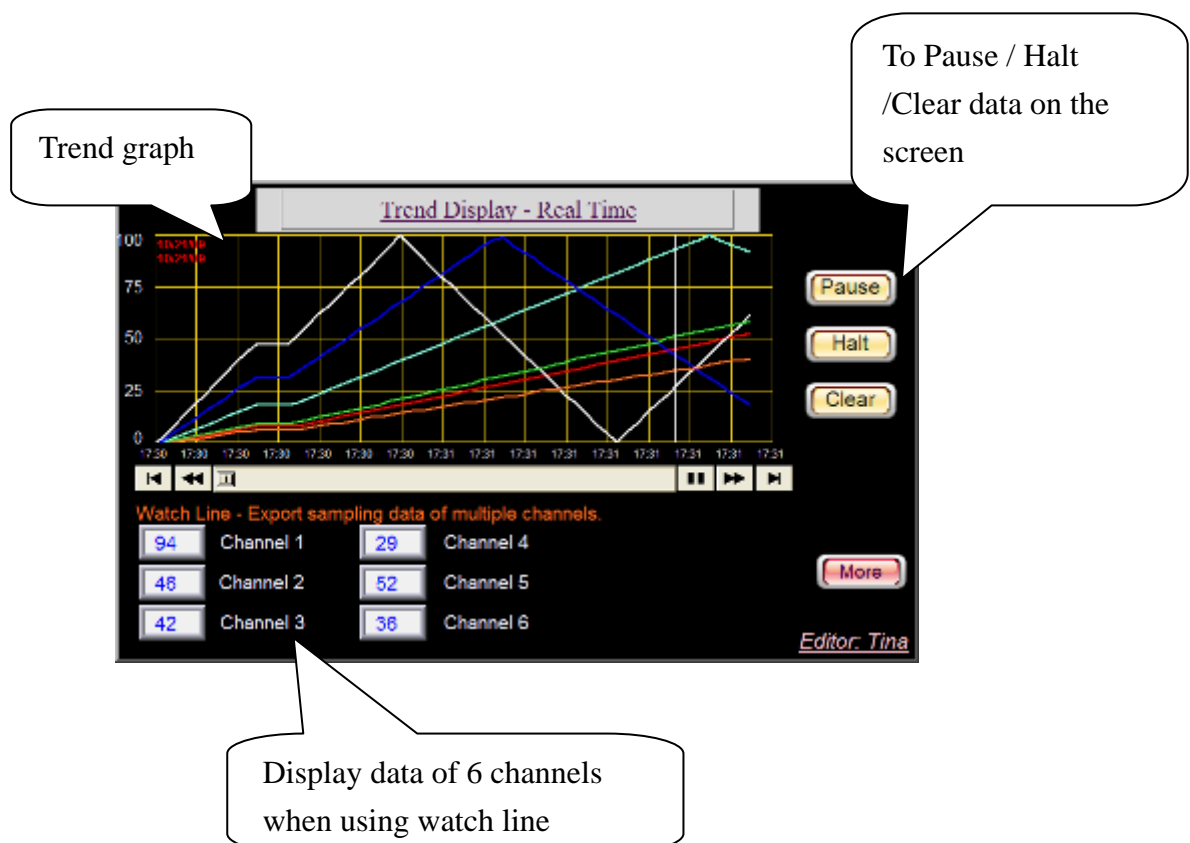 To Pause / Halt
/Clear data on the
screen
Trend graph
Trend Display - Real Time
100
75
50
25
0
Pause
Halt
Clear
17:30 17:30 17:30 17:30 17:30 17:30 17:30 17:31 17:31 17:31 17:31 17:31 17:31 17:31 17:31 17:31
Watch Line - Export sampling data of multiple channels.
94 Channel 1 29 Channel 4
46 Channel 2 52 Channel 5
42 Channel 3 36 Channel 6
More
Editor: Tina
Display data of 6 channels
when using watch line